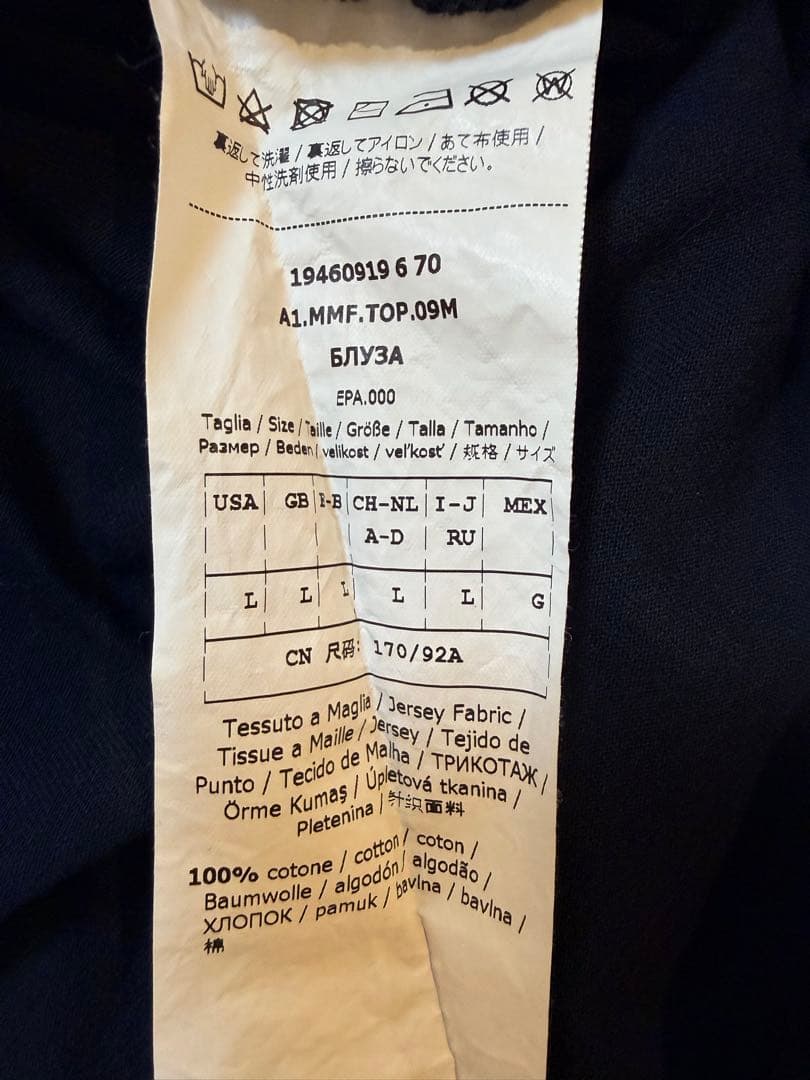 裏返して洗濯 / 裏返してアイロン / あて布使用 /
中性洗剤使用 / 擦らないでください。
19460919 6 70
A1.MMF.TOP.09M
БЛУЗА
EPA.000
Taglia / Size / Taille / Größe / Talla / Tamanho /
Размер / Beden / velikost / veľkosť / 规格 / サイズ
USA GB F-B CH-NL I-J MEX
A-D RU
L L L L L G
CN 尺码: 170/92A
Tessuto a Maglia / Jersey Fabric /
Tissue a Maille / Jersey / Tejido de
Punto / Tecido de Malha / ТРИКОТАЖ /
Örme Kumaş / Úpletová tkanina /
Pletenina / 针织面料
100% cotone / cotton / coton /
Baumwolle / algodón / algodão /
ХЛОПОК / pamuk / bavlna / bavlna /
棉